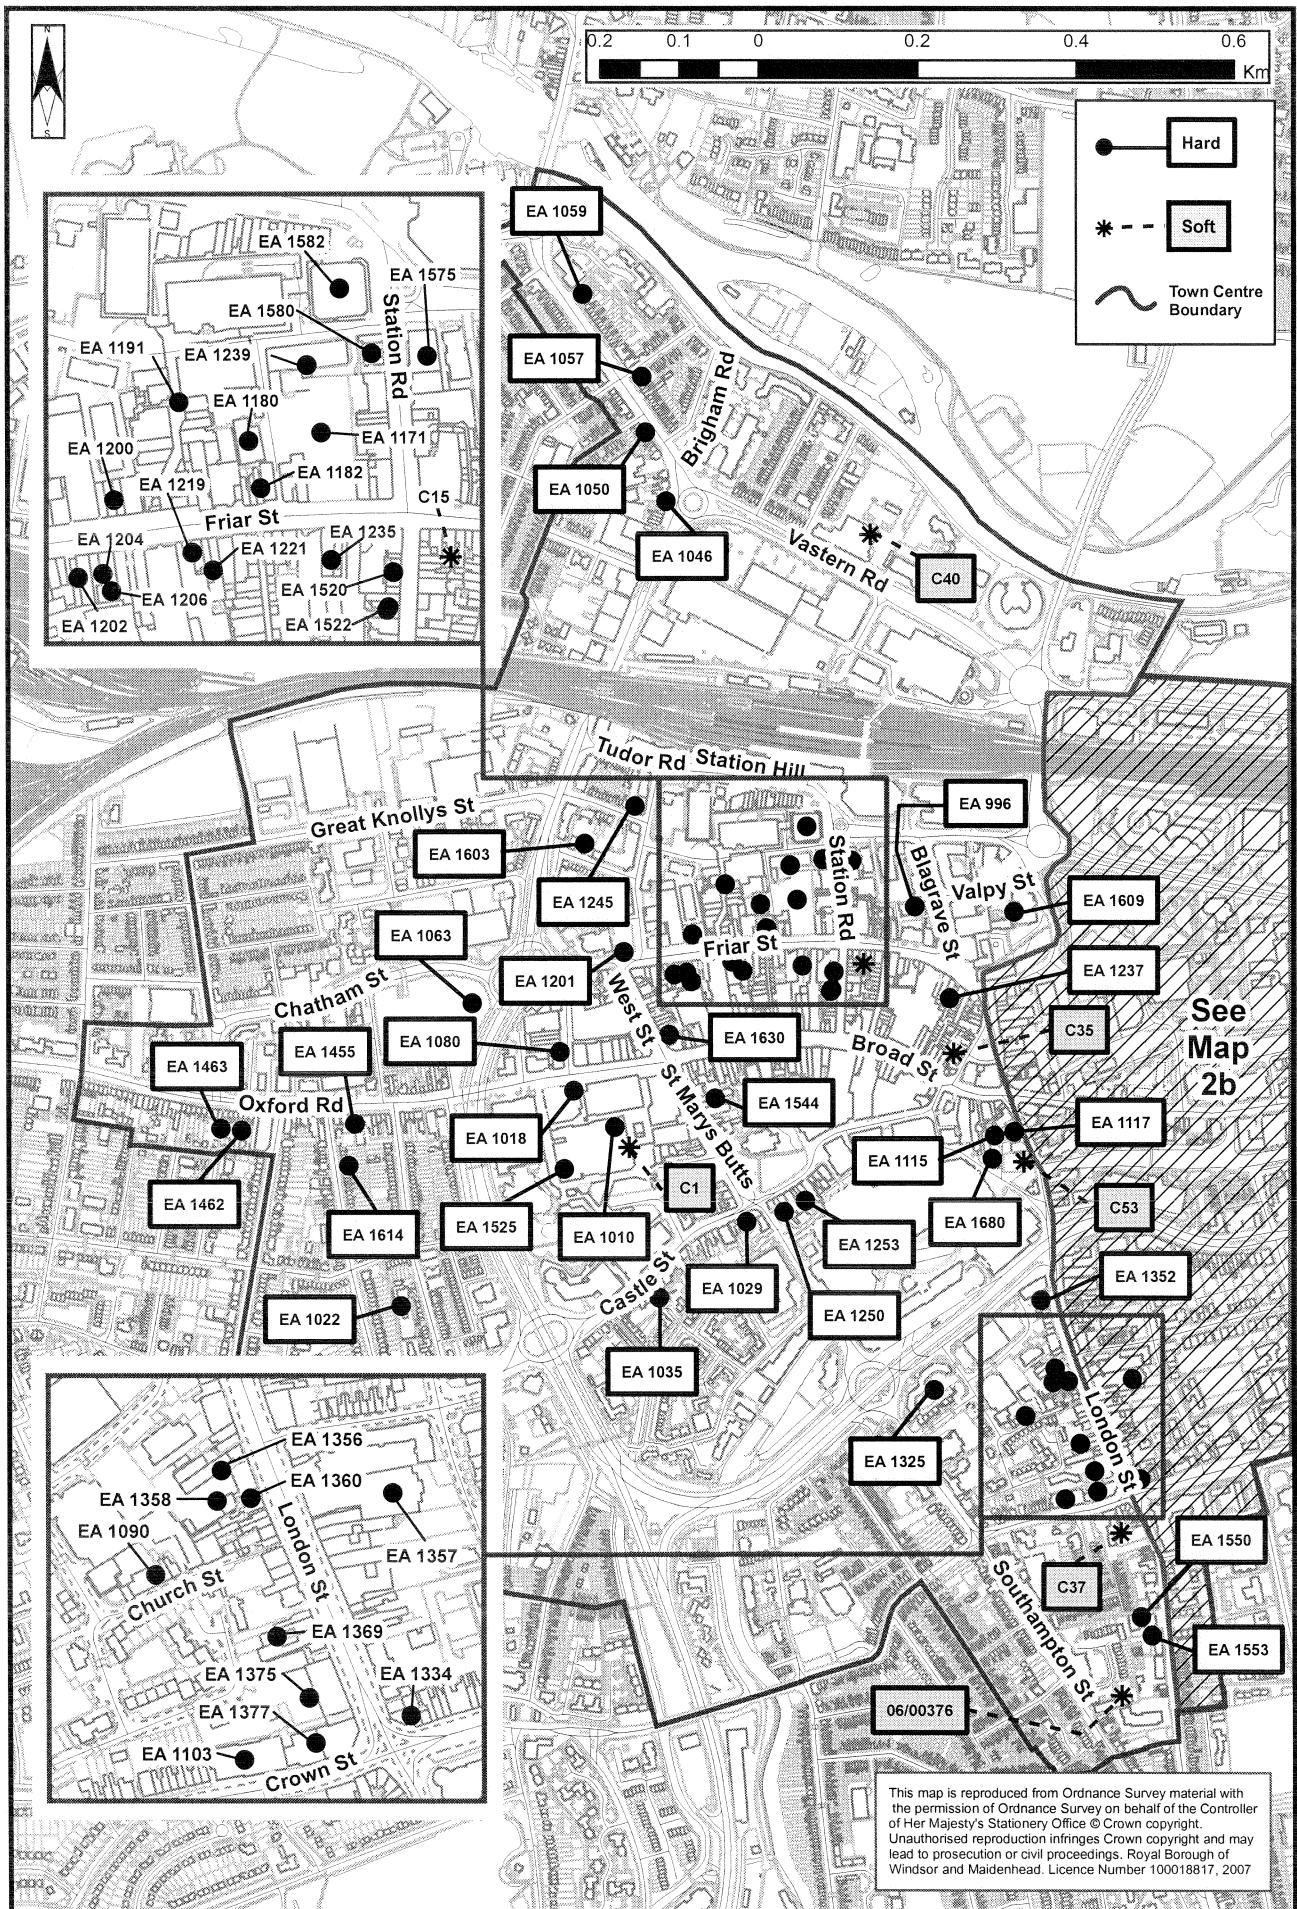 N
S
0.2 0.1 0 0.2 0.4 0.6
Km
Hard
Soft
Town Centre
Boundary
EA 1582
EA 1575
EA 1580
Station Rd
EA 1191
EA 1239
EA 1180
EA 1171
EA 1200
EA 1182
EA 1219
C15
Friar St
EA 1204
EA 1235
EA 1221
EA 1520
EA 1206
EA 1202
EA 1522
EA 1059
EA 1057
Brigham Rd
EA 1050
EA 1046
Vastern Rd
C40
Tudor Rd
Station Hill
Great Knollys St
EA 996
EA 1603
Station Rd
Blagrave St
Valpy St
EA 1245
EA 1609
EA 1063
Friar St
EA 1201
EA 1237
Chatham St
West St
See
Map
2b
EA 1455
EA 1080
EA 1630
Broad St
C35
EA 1463
Oxford Rd
St Marys Butts
EA 1544
EA 1018
EA 1117
EA 1115
EA 1462
C1
C53
EA 1614
EA 1525
EA 1010
EA 1680
EA 1253
Castle St
EA 1029
EA 1352
EA 1022
EA 1250
EA 1035
London St
EA 1325
EA 1356
EA 1360
EA 1358
London St
EA 1090
EA 1357
Church St
EA 1369
EA 1375
EA 1334
EA 1377
EA 1103
Crown St
EA 1550
C37
Southampton St
EA 1553
06/00376
This map is reproduced from Ordnance Survey material with
the permission of Ordnance Survey on behalf of the Controller
of Her Majesty's Stationery Office © Crown copyright.
Unauthorised reproduction infringes Crown copyright and may
lead to prosecution or civil proceedings. Royal Borough of
Windsor and Maidenhead. Licence Number 100018817, 2007